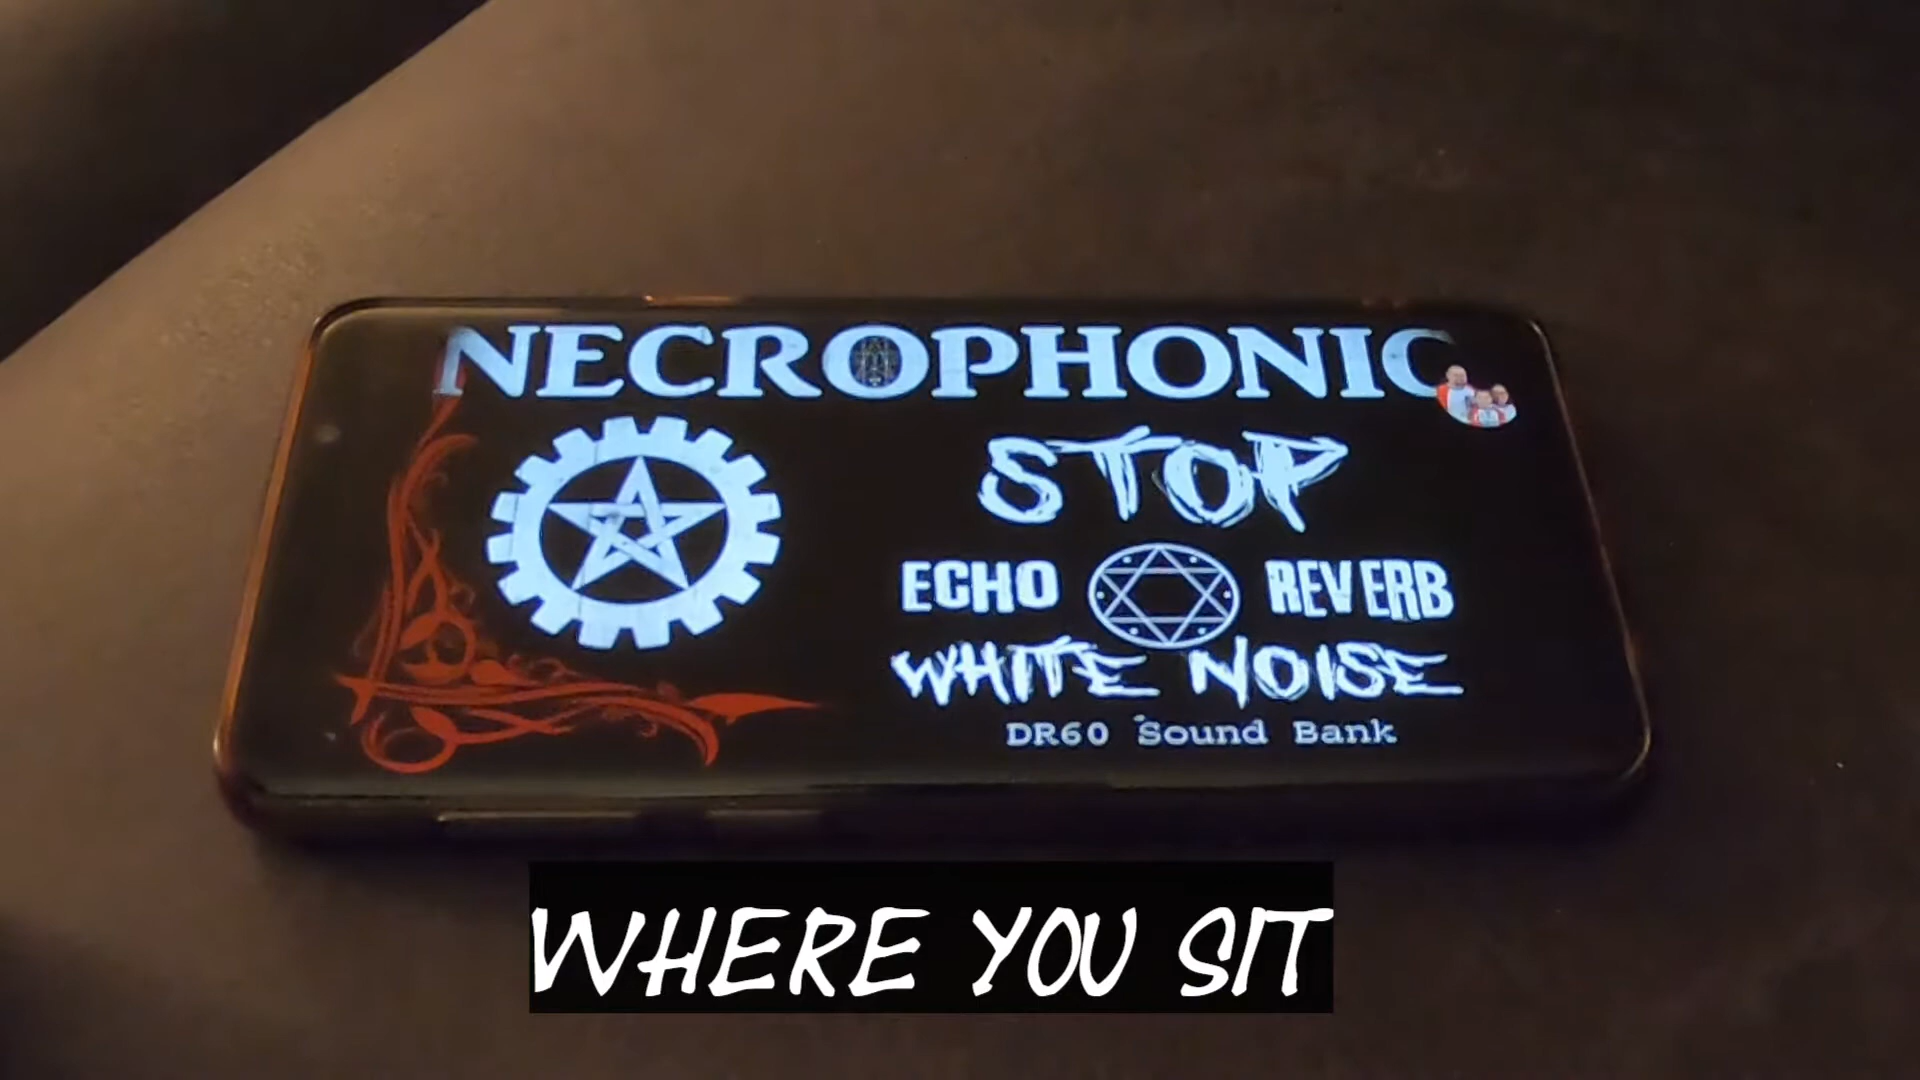 NECROPHONIC
STOP
ECHO REVERB
WHITE NOISE
DR60 Sound Bank
WHERE YOU SIT